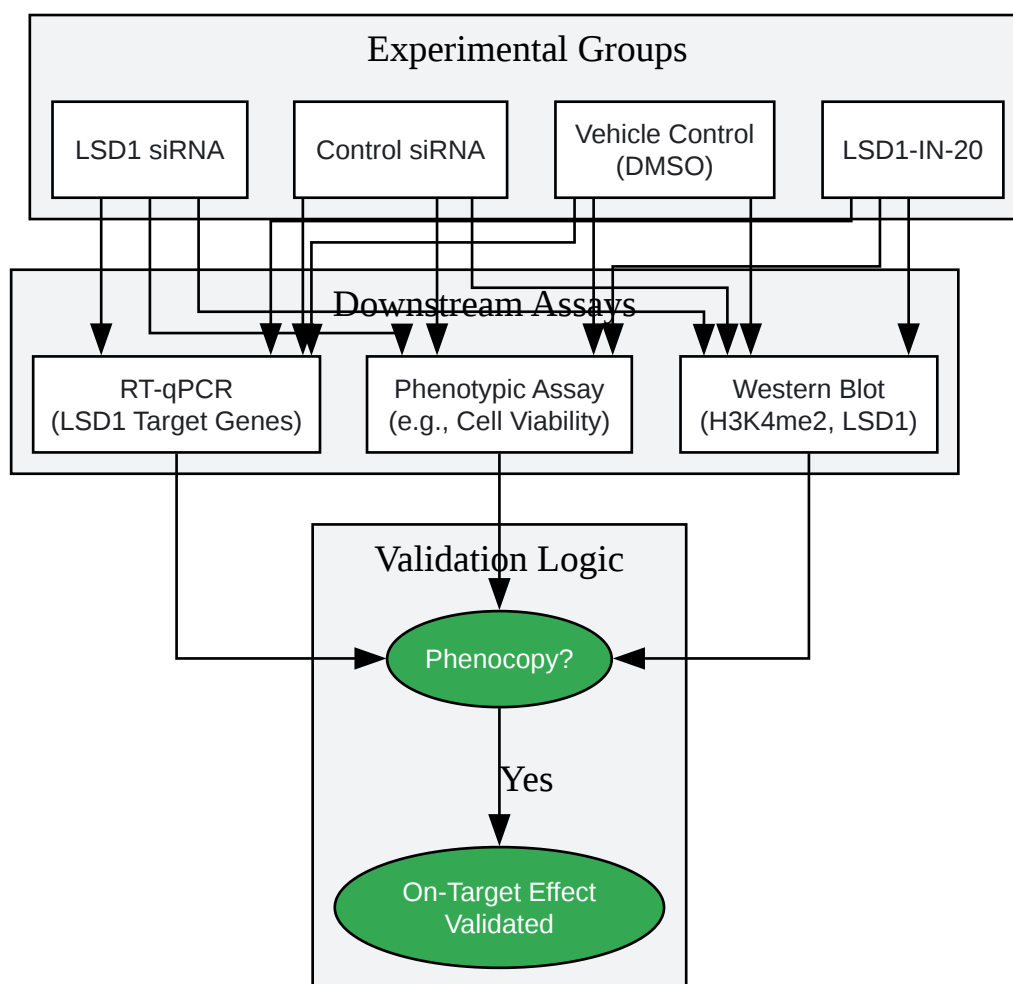 Experimental Groups
LSD1 siRNA
Control siRNA
Vehicle Control
(DMSO)
LSD1-IN-20
Downstream Assays
RT-qPCR
(LSD1 Target Genes)
Phenotypic Assay
(e.g., Cell Viability)
Western Blot
(H3K4me2, LSD1)
Validation Logic
Phenocopy?
Yes
On-Target Effect
Validated